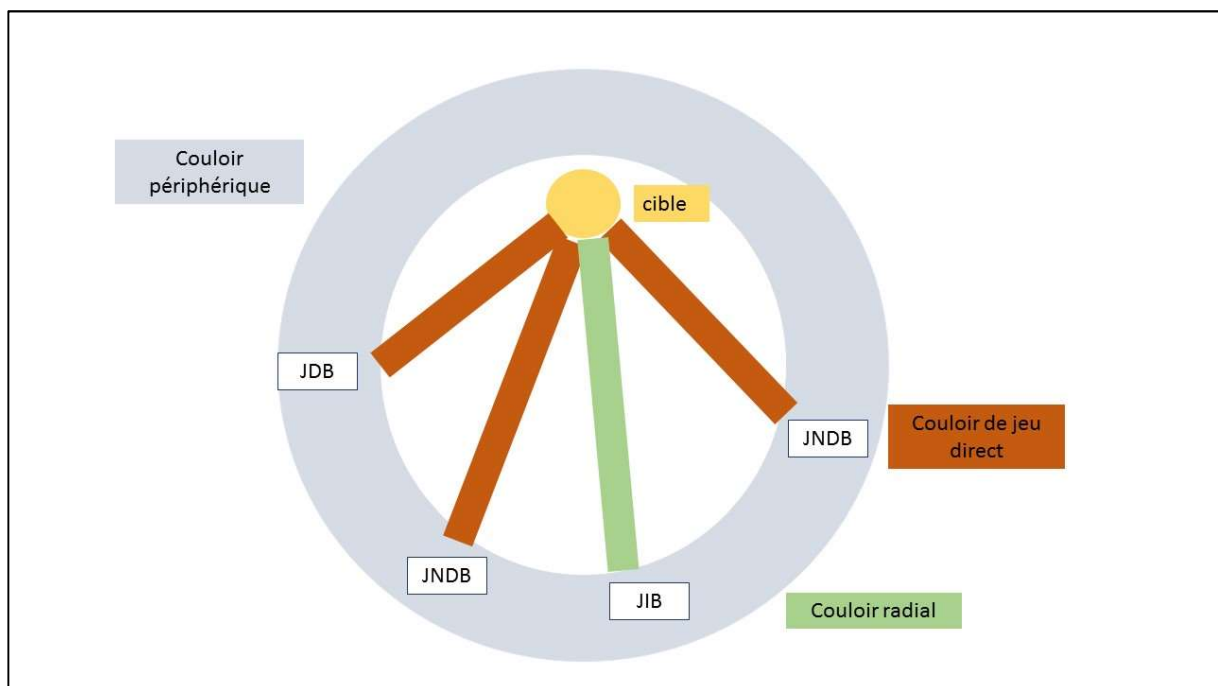 Couloir
périphérique
cible
JDB
JNDB
Couloir de jeu
direct
JNDB
JIB
Couloir radial